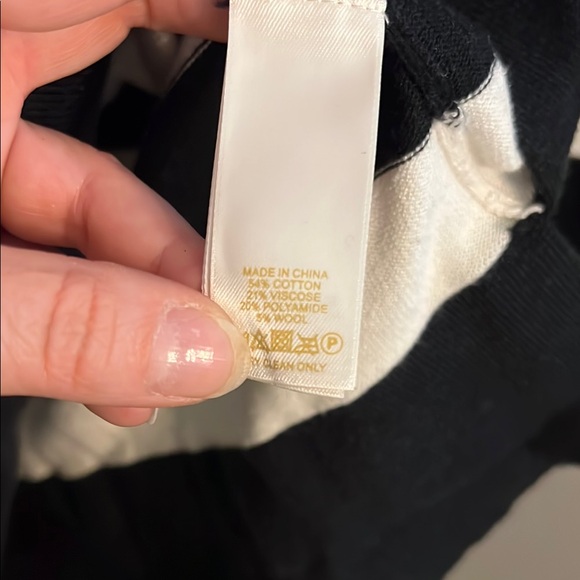 MADE IN CHINA
54% COTTON
21% VISCOSE
20% POLYAMIDE
5% WOOL
P
CLEAN ONLY